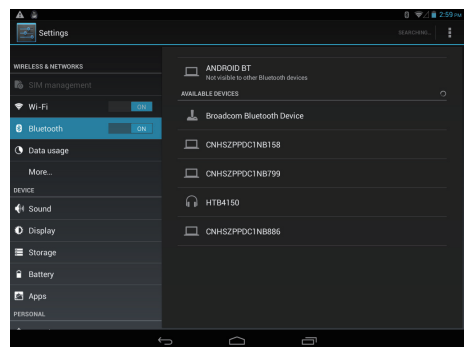 2:59 PM
Settings
SEARCHING...
WIRELESS & NETWORKS
SIM management
Wi-Fi
ON
Bluetooth
ON
Data usage
More...
DEVICE
Sound
Display
Storage
Battery
Apps
PERSONAL
ANDROID BT
Not visible to other Bluetooth devices
AVAILABLE DEVICES
Broadcom Bluetooth Device
CNHSZPPDC1NB158
CNHSZPPDC1NB799
HTB4150
CNHSZPPDC1NB886